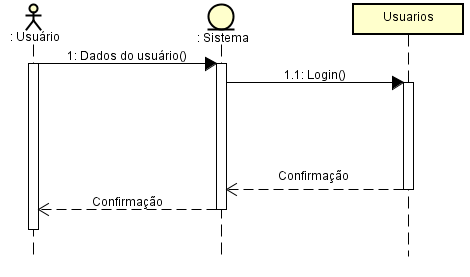 : Usuário
: Sistema
Usuarios
1: Dados do usuário()
1.1: Login()
Confirmação
Confirmação